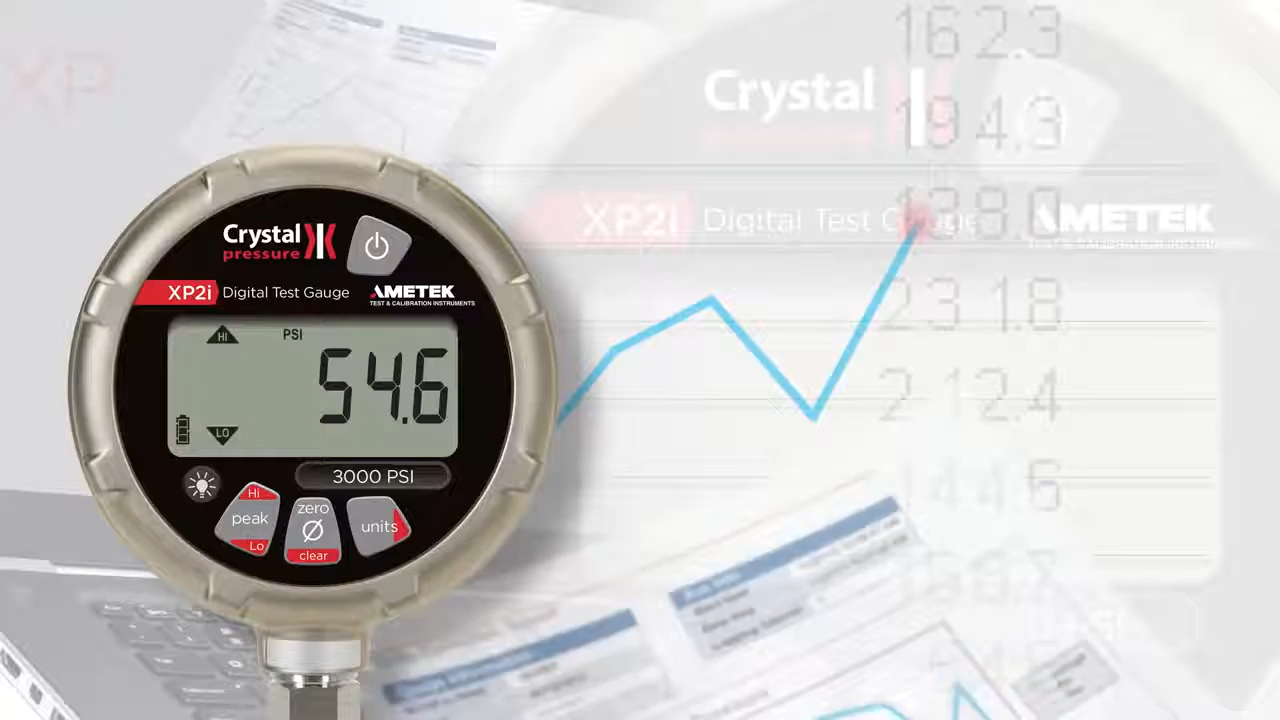 XP
Crystal
pressure
XP2i Digital Test Gauge
AMETEK
TEST & CALIBRATION INSTRUMENTS
HI
PSI
54.6
LO
3000 PSI
Hi
peak
Lo
zero
Ø
clear
units
Crystal
XP2i Digital Test Gauge
AMETEK
162.3
194.3
231.8
212.4
144.6